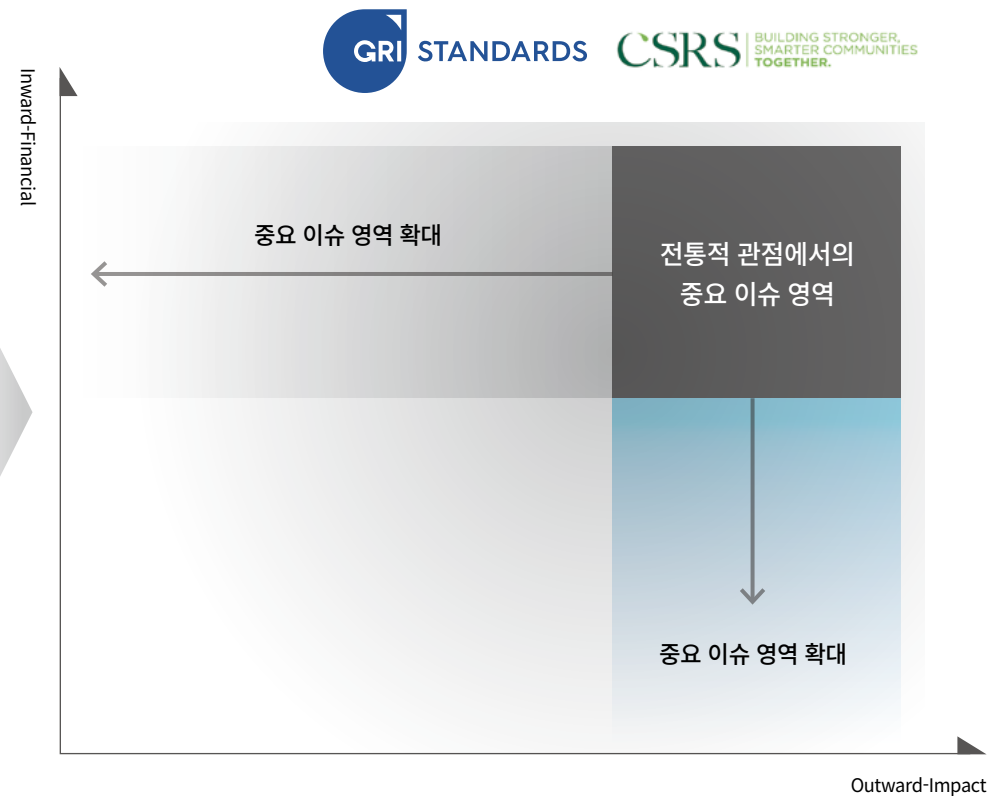 GRI STANDARDS
CSRS
BUILDING STRONGER,
SMARTER COMMUNITIES
TOGETHER.
Inward-Financial
중요 이슈 영역 확대
전통적 관점에서의
중요 이슈 영역
중요 이슈 영역 확대
Outward-Impact